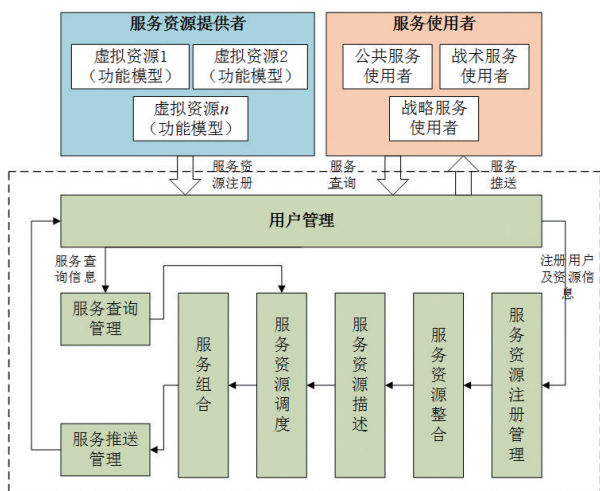 服务资源提供者
虚拟资源1
（功能模型）
虚拟资源2
（功能模型）
虚拟资源n
（功能模型）
服务使用者
公共服务
使用者
战术服务
使用者
战略服务
使用者
服务资
源注册
服务
查询
服务
推送
用户管理
服务查
询信息
注册用户
及资源信
息
服务查询
管理
服务推送
管理
服务组合
服务资源调度
服务资源描述
服务资源整合
服务资源注册管理